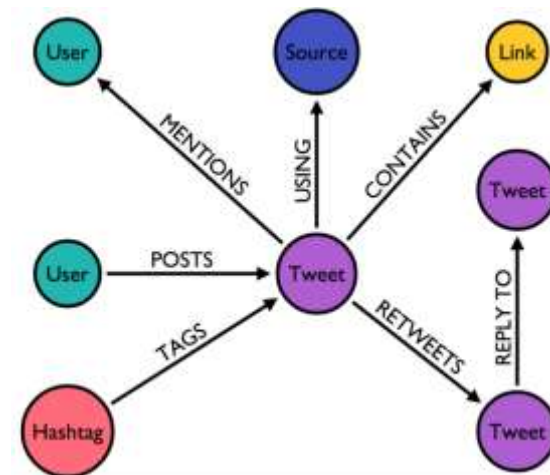 User
Source
Link
MENTIONS
USING
CONTAINS
Tweet
User
POSTS
Tweet
TAGS
RETWEETS
REPLY TO
Hashtag
Tweet